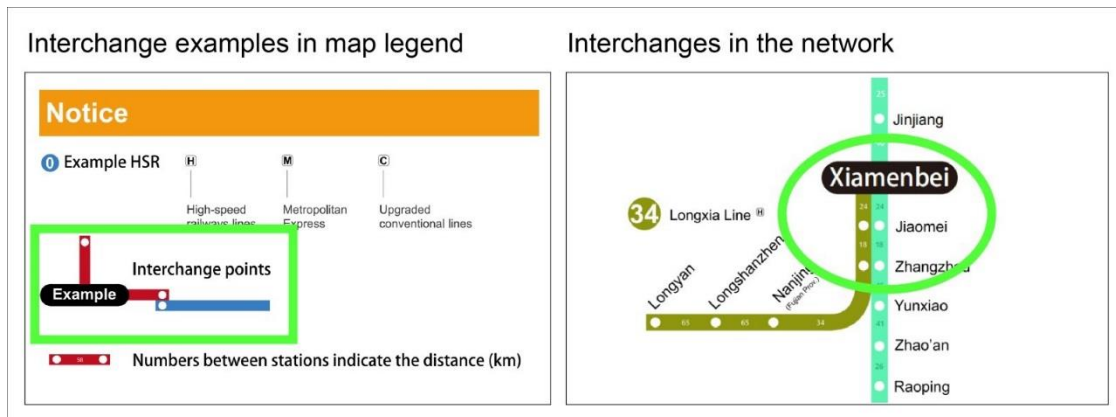 Interchange examples in map legend
Notice
0 Example HSR
H
M
C
High-speed
railways lines
Metropolitan
Express
Upgraded
conventional lines
Interchange points
Example
Numbers between stations indicate the distance (km)
Interchanges in the network
25
Jinjiang
Xiamenbei
34 Longxia Line H
24 24
Jiaomei
18 18
Zhangzhou
Longyan
Longshanzhen
Nanjing
(Fujian Prov.)
65 65 34
Yunxiao
41
Zhao'an
Raoping